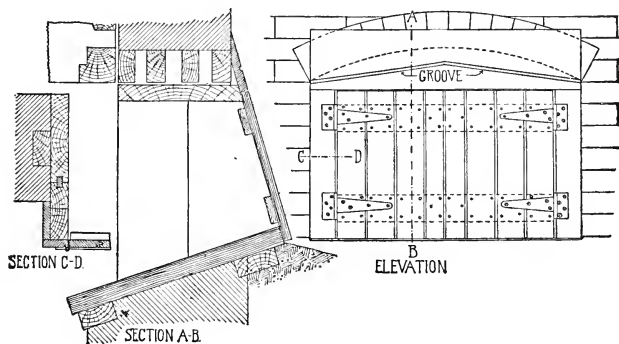 A
GROOVE
C D
SECTION C-D.
B
ELEVATION
SECTION A-B.